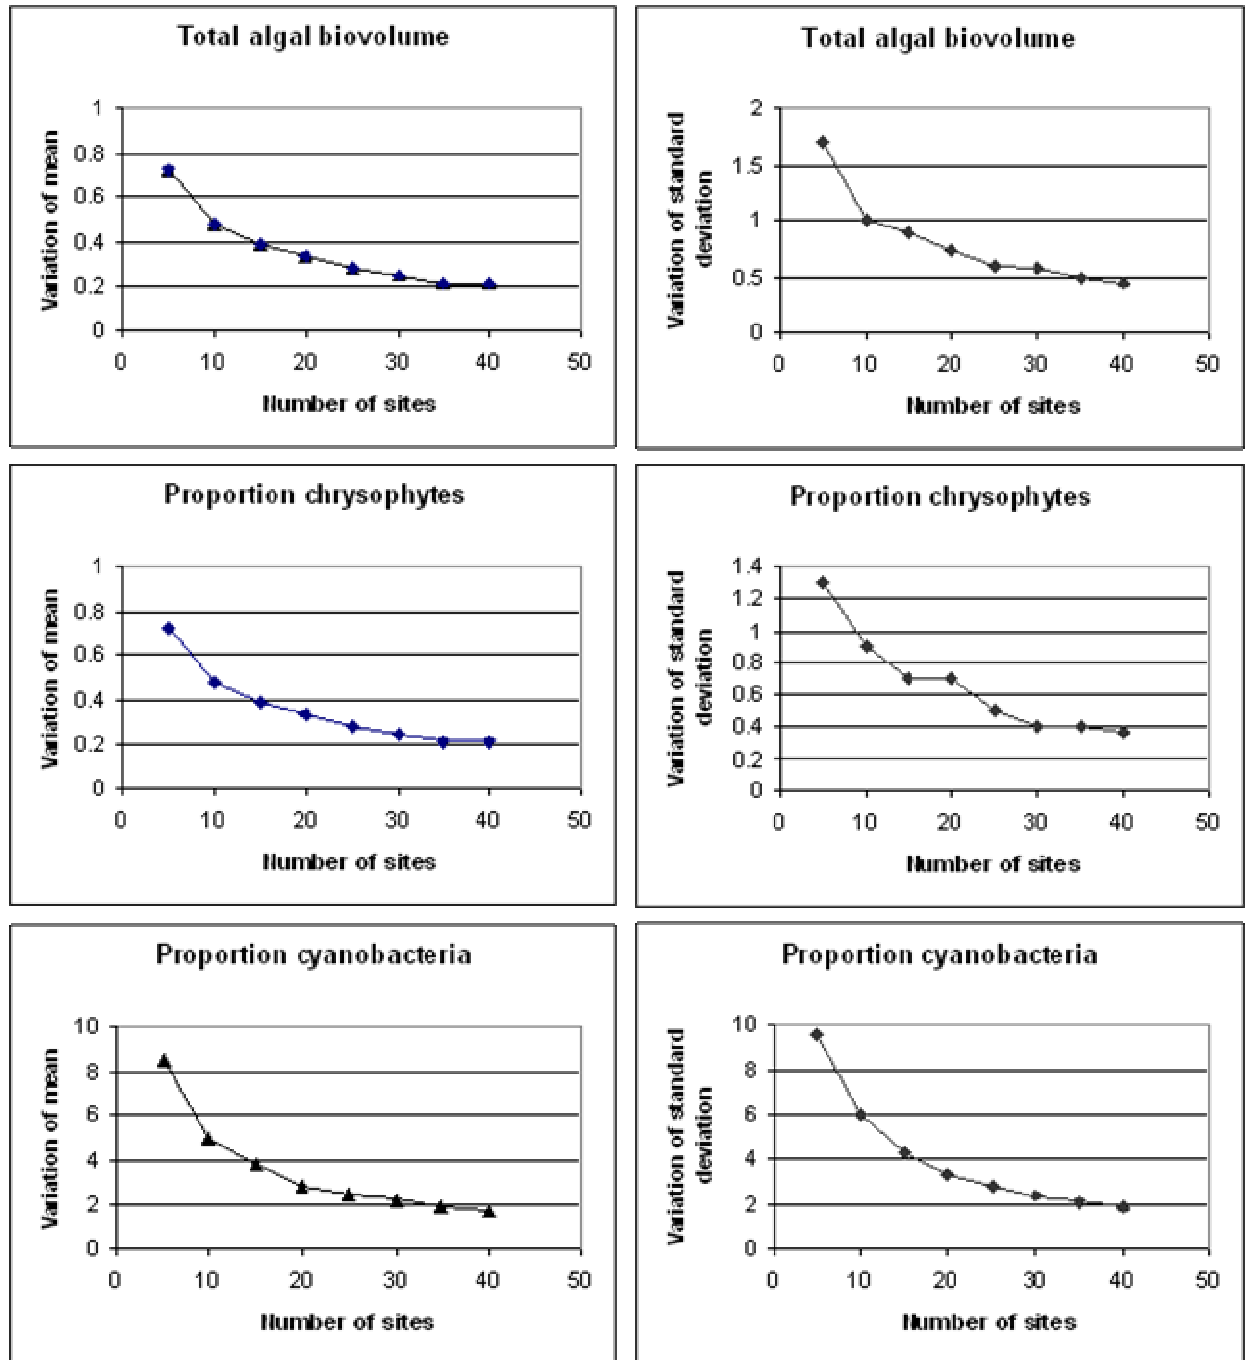 Total algal biovolume
1
0.8
0.6
0.4
0.2
0
Variation of mean
0 10 20 30 40 50
Number of sites
Total algal biovolume
2
1.5
1
0.5
0
Variation of standard
deviation
0 10 20 30 40 50
Number of sites
Proportion chrysophytes
1
0.8
0.6
0.4
0.2
0
Variation of mean
0 10 20 30 40 50
Number of sites
Proportion chrysophytes
1.4
1.2
1
0.8
0.6
0.4
0.2
0
Variation of standard
deviation
0 10 20 30 40 50
Number of sites
Proportion cyanobacteria
10
8
6
4
2
0
Variation of mean
0 10 20 30 40 50
Number of sites
Proportion cyanobacteria
10
8
6
4
2
0
Variation of standard
deviation
0 10 20 30 40 50
Number of sites